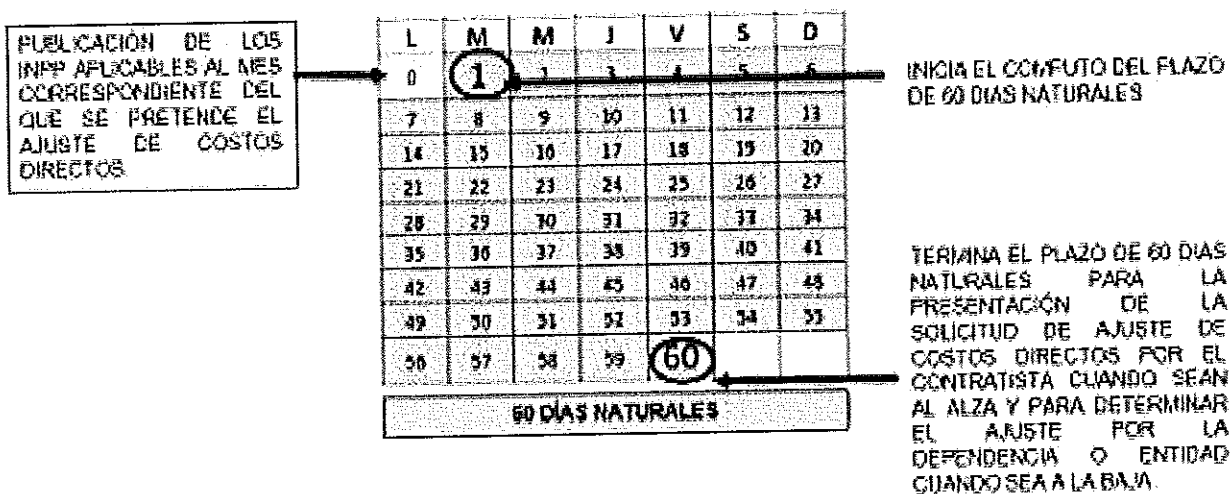 PUBLICACIÓN DE LOS
INPP APLICABLES AL MES
CORRESPONDIENTE DEL
QUE SE PRETENDE EL
AJUSTE DE COSTOS
DIRECTOS.
L M M J V S D
0 1 2 3 4 5 6
7 8 9 10 11 12 13
14 15 16 17 18 19 20
21 22 23 24 25 26 27
28 29 30 31 32 33 34
35 36 37 38 39 40 41
42 43 44 45 46 47 48
49 50 51 52 53 54 55
56 57 58 59 60
60 DÍAS NATURALES
INICIA EL COMPUTO DEL PLAZO
DE 60 DIAS NATURALES
TERMINA EL PLAZO DE 60 DIAS
NATURALES PARA LA
PRESENTACIÓN DE LA
SOLICITUD DE AJUSTE DE
COSTOS DIRECTOS POR EL
CONTRATISTA CUANDO SEAN
AL ALZA Y PARA DETERMINAR
EL AJUSTE POR LA
DEPENDENCIA O ENTIDAD
CUANDO SEA A LA BAJA.